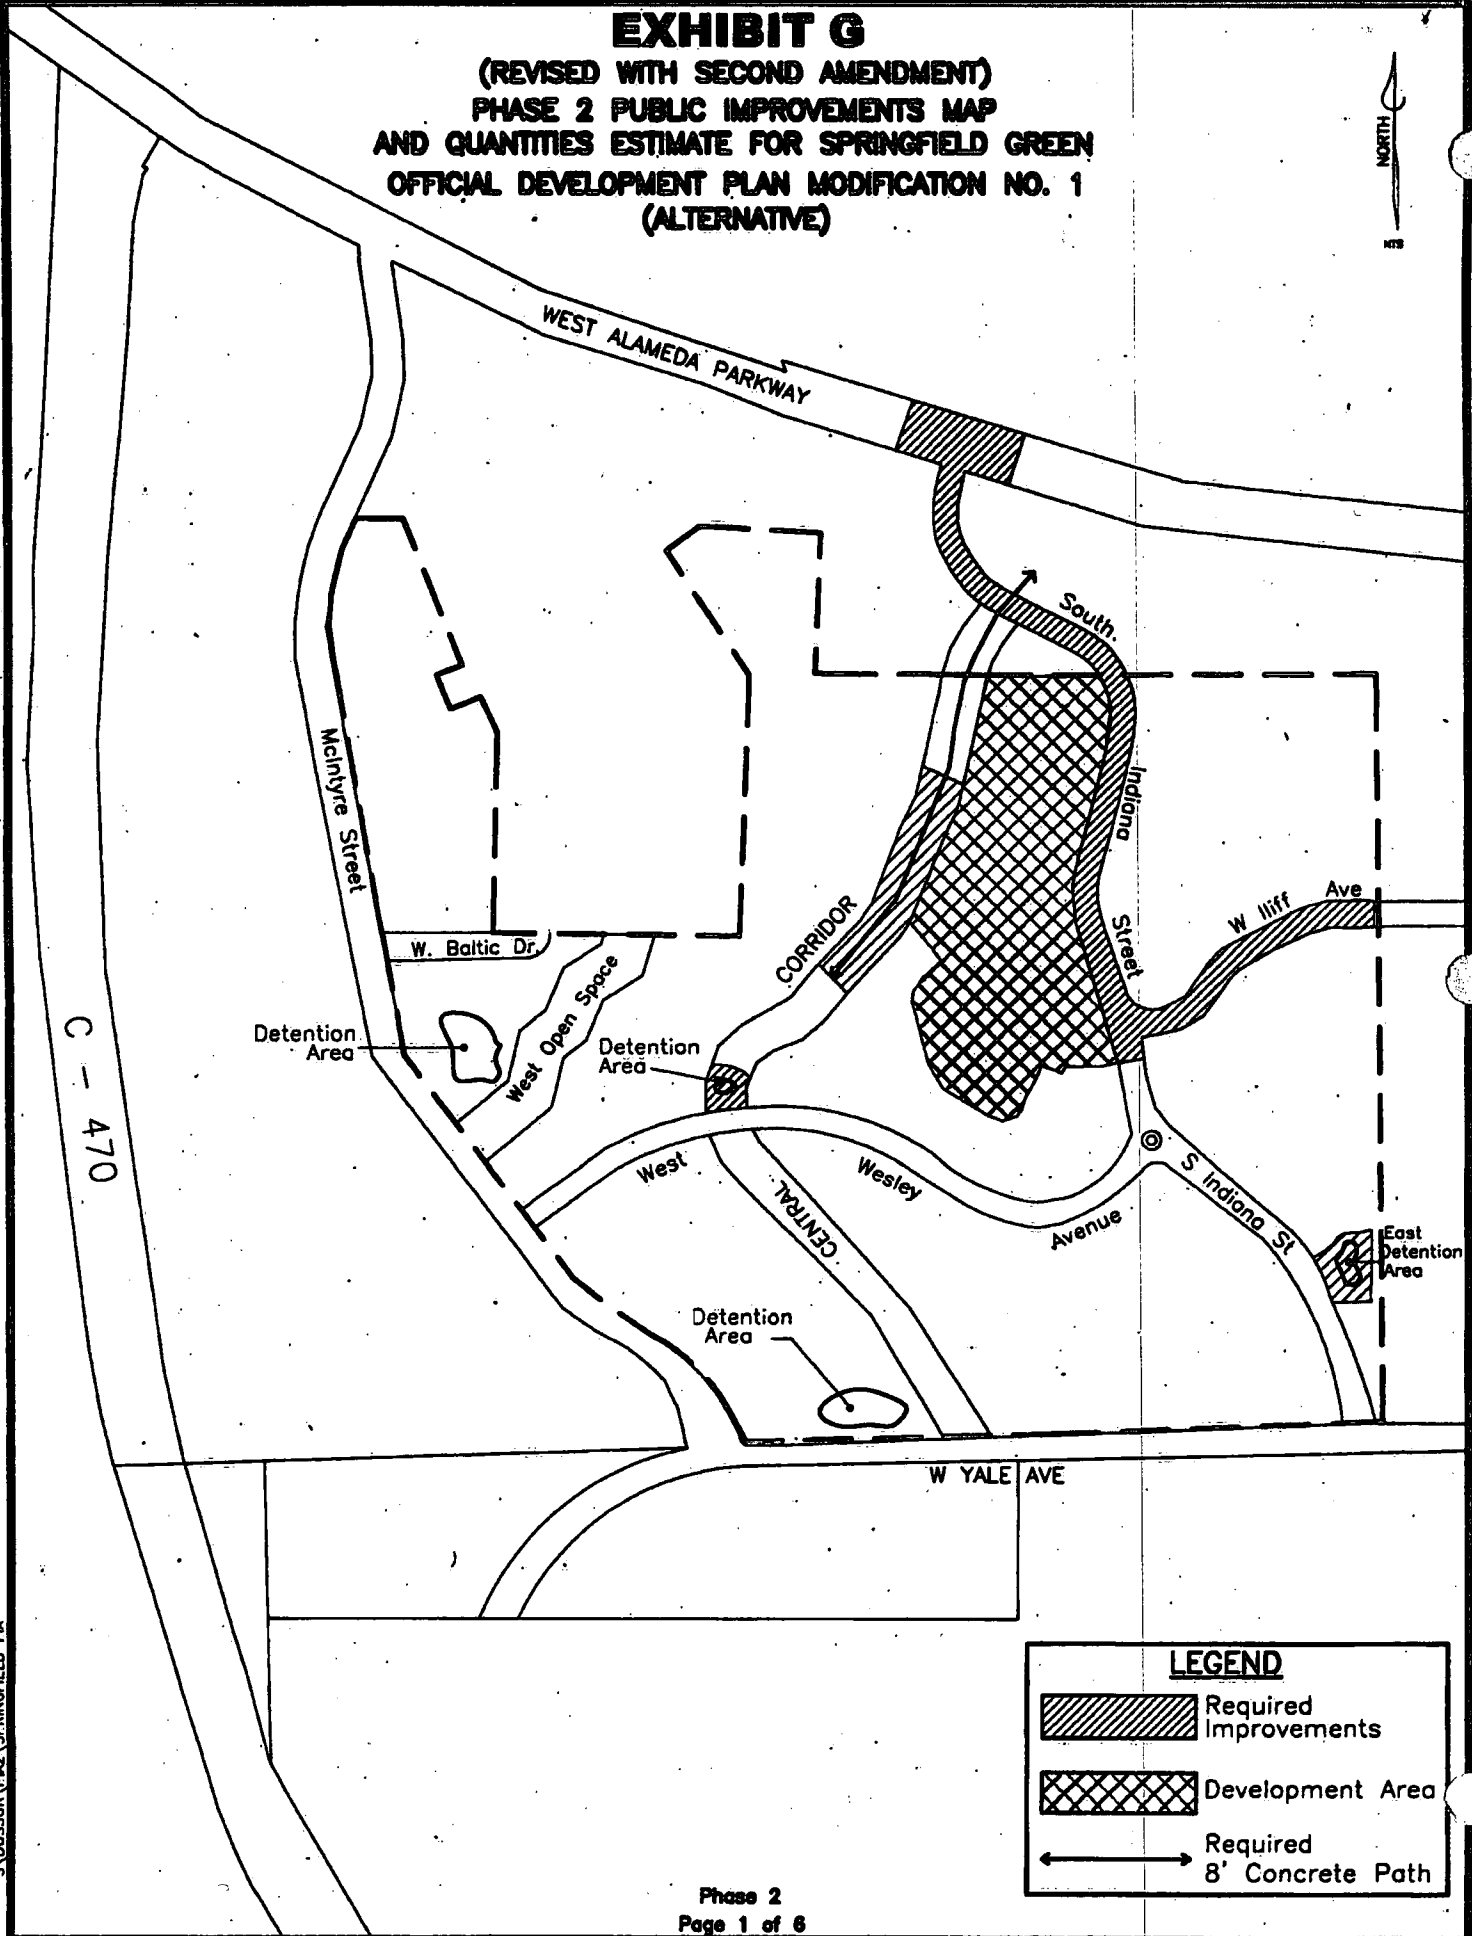 EXHIBIT G
(REVISED WITH SECOND AMENDMENT)
PHASE 2 PUBLIC IMPROVEMENTS MAP
AND QUANTITIES ESTIMATE FOR SPRINGFIELD GREEN
OFFICIAL DEVELOPMENT PLAN MODIFICATION NO. 1
(ALTERNATIVE)
NORTH
NTS
WEST ALAMEDA PARKWAY
South
Indiana
Street
McIntyre Street
W Iliff Ave
CORRIDOR
W. Baltic Dr.
West Open Space
Detention
Area
Detention
Area
C - 470
West
Wesley
Avenue
CENTRAL
S Indiana St
East
Detention
Area
Detention
Area
W YALE AVE
LEGEND
Required
Improvements
Development Area
Required
8' Concrete Path
Phase 2
Page 1 of 6